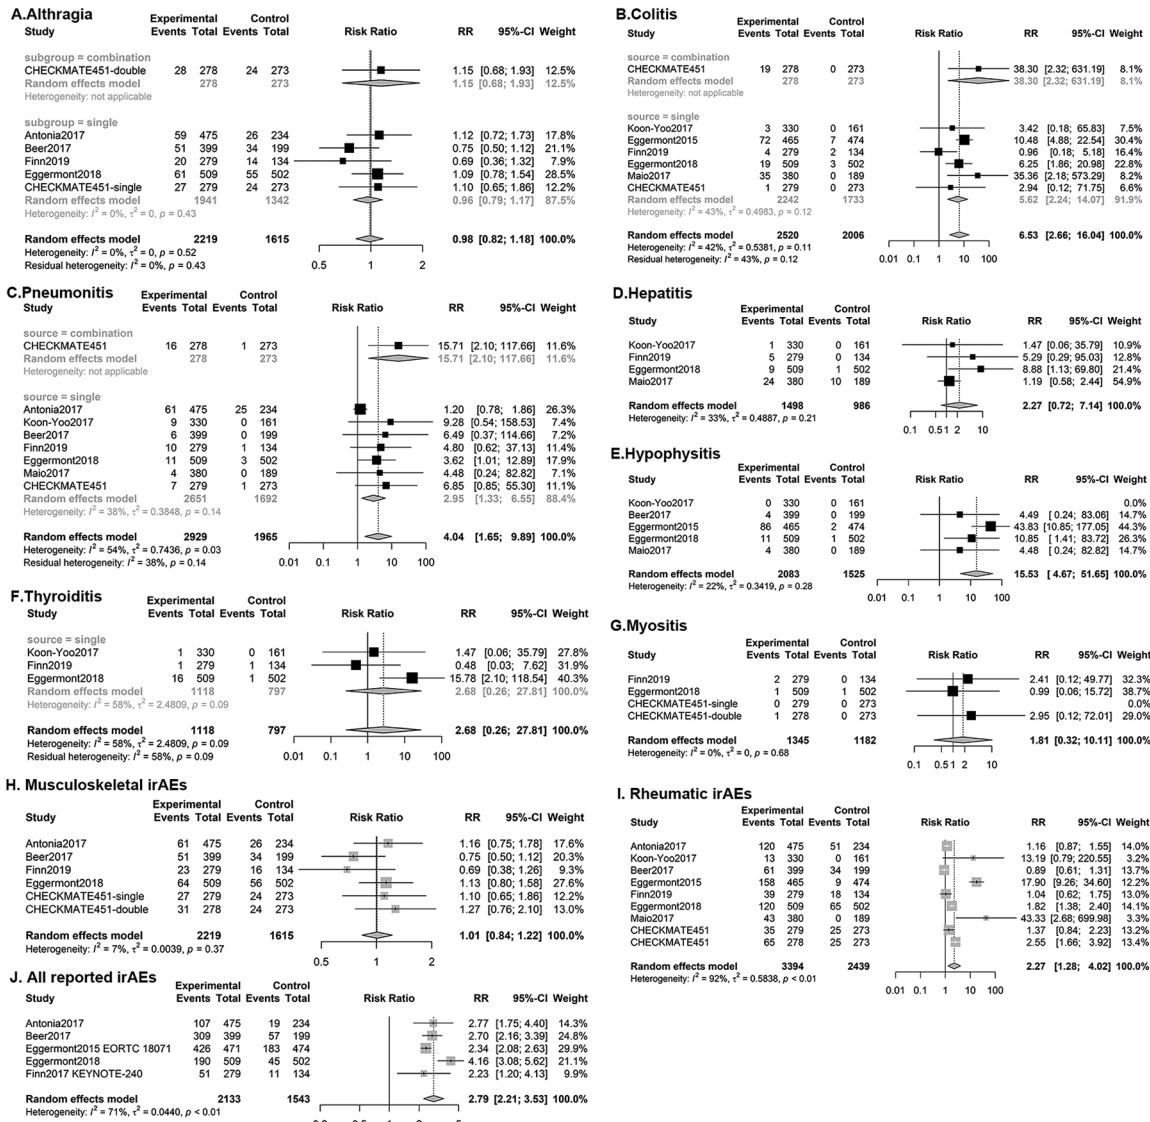 A.Althragia
Experimental Control
Study Events Total Events Total Risk Ratio RR 95%-CI Weight
subgroup = combination
CHECKMATE451-double 28 278 24 273 1.15 [0.68; 1.93] 12.5%
Random effects model 278 273 1.15 [0.68; 1.93] 12.5%
Heterogeneity: not applicable
subgroup = single
Antonia2017 59 475 26 234 1.12 [0.72; 1.73] 17.8%
Beer2017 51 399 34 199 0.75 [0.50; 1.12] 21.1%
Finn2019 20 279 14 134 0.69 [0.36; 1.32] 7.9%
Eggermont2018 61 509 55 502 1.09 [0.78; 1.54] 28.5%
CHECKMATE451-single 27 279 24 273 1.10 [0.65; 1.86] 12.2%
Random effects model 1941 1342 0.96 [0.79; 1.17] 87.5%
Heterogeneity: I² = 0%, τ² = 0, p = 0.43
Random effects model 2219 1615 0.98 [0.82; 1.18] 100.0%
Heterogeneity: I² = 0%, τ² = 0, p = 0.52
Residual heterogeneity: I² = 0%, p = 0.43
0.5 1 2
B.Colitis
Experimental Control
Study Events Total Events Total Risk Ratio RR 95%-CI Weight
source = combination
CHECKMATE451 19 278 0 273 38.30 [2.32; 631.19] 8.1%
Random effects model 278 273 38.30 [2.32; 631.19] 8.1%
Heterogeneity: not applicable
source = single
Koon-Yoo2017 3 330 0 161 3.42 [0.18; 65.83] 7.5%
Eggermont2015 72 465 7 474 10.48 [4.88; 22.54] 30.4%
Finn2019 4 279 2 134 0.96 [0.18; 5.18] 16.4%
Eggermont2018 19 509 3 502 6.25 [1.86; 20.98] 22.8%
Maio2017 35 380 0 189 35.36 [2.18; 573.29] 8.2%
CHECKMATE451 1 279 0 273 2.94 [0.12; 71.75] 6.6%
Random effects model 2242 1733 5.62 [2.24; 14.07] 91.9%
Heterogeneity: I² = 43%, τ² = 0.4983, p = 0.12
Random effects model 2520 2006 6.53 [2.66; 16.04] 100.0%
Heterogeneity: I² = 42%, τ² = 0.5381, p = 0.11
Residual heterogeneity: I² = 43%, p = 0.12
0.01 0.1 1 10 100
C.Pneumonitis
Experimental Control
Study Events Total Events Total Risk Ratio RR 95%-CI Weight
source = combination
CHECKMATE451 16 278 1 273 15.71 [2.10; 117.66] 11.6%
Random effects model 278 273 15.71 [2.10; 117.66] 11.6%
Heterogeneity: not applicable
source = single
Antonia2017 61 475 25 234 1.20 [0.78; 1.86] 26.3%
Koon-Yoo2017 9 330 0 161 9.28 [0.54; 158.53] 7.4%
Beer2017 6 399 0 199 6.49 [0.37; 114.66] 7.2%
Finn2019 10 279 1 134 4.80 [0.62; 37.13] 11.4%
Eggermont2018 11 509 3 502 3.62 [1.01; 12.89] 17.9%
Maio2017 4 380 0 189 4.48 [0.24; 82.82] 7.1%
CHECKMATE451 7 279 1 273 6.85 [0.85; 55.30] 11.1%
Random effects model 2651 1692 2.95 [1.33; 6.55] 88.4%
Heterogeneity: I² = 38%, τ² = 0.3848, p = 0.14
Random effects model 2929 1965 4.04 [1.65; 9.89] 100.0%
Heterogeneity: I² = 54%, τ² = 0.7436, p = 0.03
Residual heterogeneity: I² = 38%, p = 0.14
0.01 0.1 1 10 100
D.Hepatitis
Experimental Control
Study Events Total Events Total Risk Ratio RR 95%-CI Weight
Koon-Yoo2017 1 330 0 161 1.47 [0.06; 35.79] 10.9%
Finn2019 5 279 0 134 5.29 [0.29; 95.03] 12.8%
Eggermont2018 9 509 1 502 8.88 [1.13; 69.80] 21.4%
Maio2017 24 380 10 189 1.19 [0.58; 2.44] 54.9%
Random effects model 1498 986 2.27 [0.72; 7.14] 100.0%
Heterogeneity: I² = 33%, τ² = 0.4887, p = 0.21
0.1 0.5 1 2 10
E.Hypophysitis
Experimental Control
Study Events Total Events Total Risk Ratio RR 95%-CI Weight
Koon-Yoo2017 0 330 0 161 0.0%
Beer2017 4 399 0 199 4.49 [ 0.24; 83.06] 14.7%
Eggermont2015 86 465 2 474 43.83 [10.85; 177.05] 44.3%
Eggermont2018 11 509 1 502 10.85 [ 1.41; 83.72] 26.3%
Maio2017 4 380 0 189 4.48 [ 0.24; 82.82] 14.7%
Random effects model 2083 1525 15.53 [ 4.67; 51.65] 100.0%
Heterogeneity: I² = 22%, τ² = 0.3419, p = 0.28
0.01 0.1 1 10 100
F.Thyroiditis
Experimental Control
Study Events Total Events Total Risk Ratio RR 95%-CI Weight
source = single
Koon-Yoo2017 1 330 0 161 1.47 [0.06; 35.79] 27.8%
Finn2019 1 279 1 134 0.48 [0.03; 7.62] 31.9%
Eggermont2018 16 509 1 502 15.78 [2.10; 118.54] 40.3%
Random effects model 1118 797 2.68 [0.26; 27.81] 100.0%
Heterogeneity: I² = 58%, τ² = 2.4809, p = 0.09
Random effects model 1118 797 2.68 [0.26; 27.81] 100.0%
Heterogeneity: I² = 58%, τ² = 2.4809, p = 0.09
Residual heterogeneity: I² = 58%, p = 0.09
0.01 0.1 1 10 100
G.Myositis
Experimental Control
Study Events Total Events Total Risk Ratio RR 95%-CI Weight
Finn2019 2 279 0 134 2.41 [0.12; 49.77] 32.3%
Eggermont2018 1 509 1 502 0.99 [0.06; 15.72] 38.7%
CHECKMATE451-single 0 279 0 273 0.0%
CHECKMATE451-double 1 278 0 273 2.95 [0.12; 72.01] 29.0%
Random effects model 1345 1182 1.81 [0.32; 10.11] 100.0%
Heterogeneity: I² = 0%, τ² = 0, p = 0.68
0.1 0.5 1 2 10
H. Musculoskeletal irAEs
Experimental Control
Study Events Total Events Total Risk Ratio RR 95%-CI Weight
Antonia2017 61 475 26 234 1.16 [0.75; 1.78] 17.6%
Beer2017 51 399 34 199 0.75 [0.50; 1.12] 20.3%
Finn2019 23 279 16 134 0.69 [0.38; 1.26] 9.3%
Eggermont2018 64 509 56 502 1.13 [0.80; 1.58] 27.6%
CHECKMATE451-single 27 279 24 273 1.10 [0.65; 1.86] 12.2%
CHECKMATE451-double 31 278 24 273 1.27 [0.76; 2.10] 13.0%
Random effects model 2219 1615 1.01 [0.84; 1.22] 100.0%
Heterogeneity: I² = 7%, τ² = 0.0039, p = 0.37
0.5 1 2
I. Rheumatic irAEs
Experimental Control
Study Events Total Events Total Risk Ratio RR 95%-CI Weight
Antonia2017 120 475 51 234 1.16 [0.87; 1.55] 14.0%
Koon-Yoo2017 13 330 0 161 13.19 [0.79; 220.55] 3.2%
Beer2017 61 399 34 199 0.89 [0.61; 1.31] 13.7%
Eggermont2015 158 465 9 474 17.90 [9.26; 34.60] 11.2%
Finn2019 39 279 18 134 1.04 [0.62; 1.75] 13.0%
Eggermont2018 120 509 65 502 1.82 [1.38; 2.40] 14.1%
Maio2017 43 380 0 189 43.33 [2.68; 699.98] 3.3%
CHECKMATE451 35 279 25 273 1.37 [0.84; 2.23] 13.2%
CHECKMATE451 65 278 25 273 2.55 [1.66; 3.92] 13.4%
Random effects model 3394 2439 2.27 [1.28; 4.02] 100.0%
Heterogeneity: I² = 92%, τ² = 0.5838, p < 0.01
0.01 0.1 1 10 100
J. All reported irAEs
Experimental Control
Study Events Total Events Total Risk Ratio RR 95%-CI Weight
Antonia2017 107 475 19 234 2.77 [1.75; 4.40] 14.3%
Beer2017 309 399 57 199 2.70 [2.16; 3.39] 24.8%
Eggermont2015 EORTC 18071 426 471 183 474 2.34 [2.08; 2.63] 29.9%
Eggermont2018 190 509 45 502 4.16 [3.08; 5.62] 21.1%
Finn2017 KEYNOTE-240 51 279 11 134 2.23 [1.20; 4.13] 9.9%
Random effects model 2133 1543 2.79 [2.21; 3.53] 100.0%
Heterogeneity: I² = 71%, τ² = 0.0440, p < 0.01